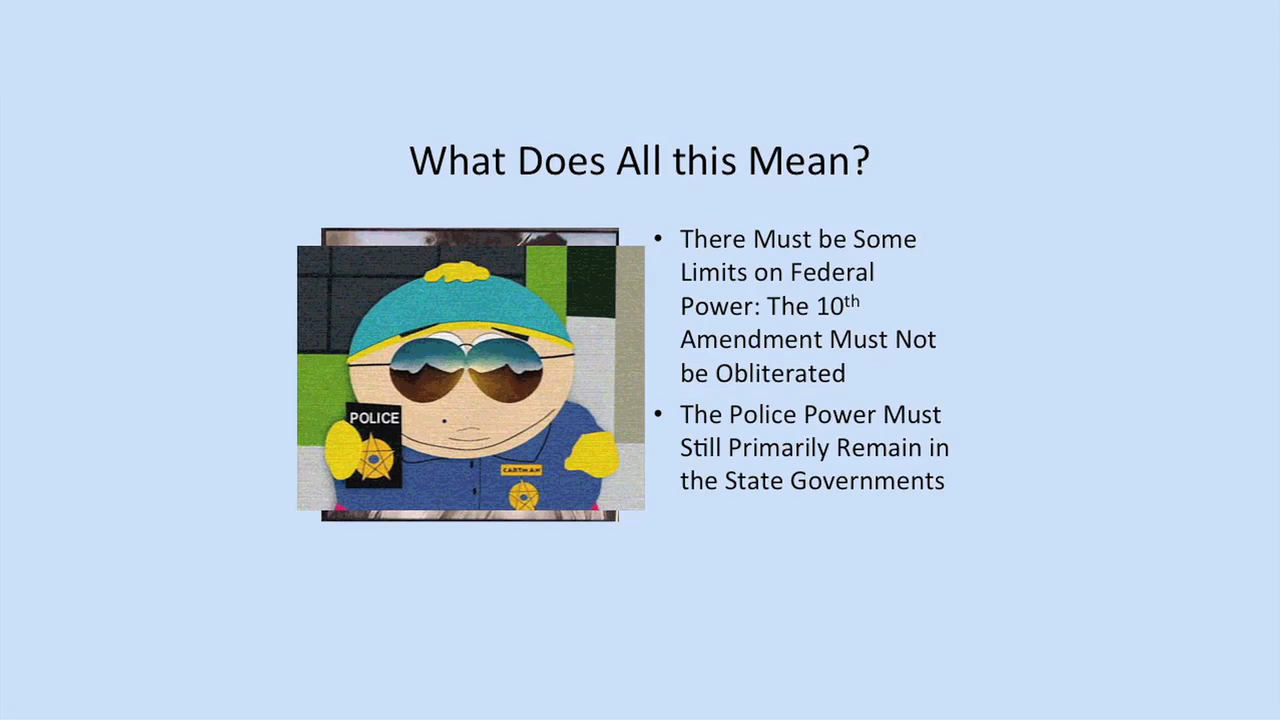 What Does All this Mean?
• There Must be Some
Limits on Federal
Power: The 10th
Amendment Must Not
be Obliterated
• The Police Power Must
Still Primarily Remain in
the State Governments
POLICE
CARTMAN